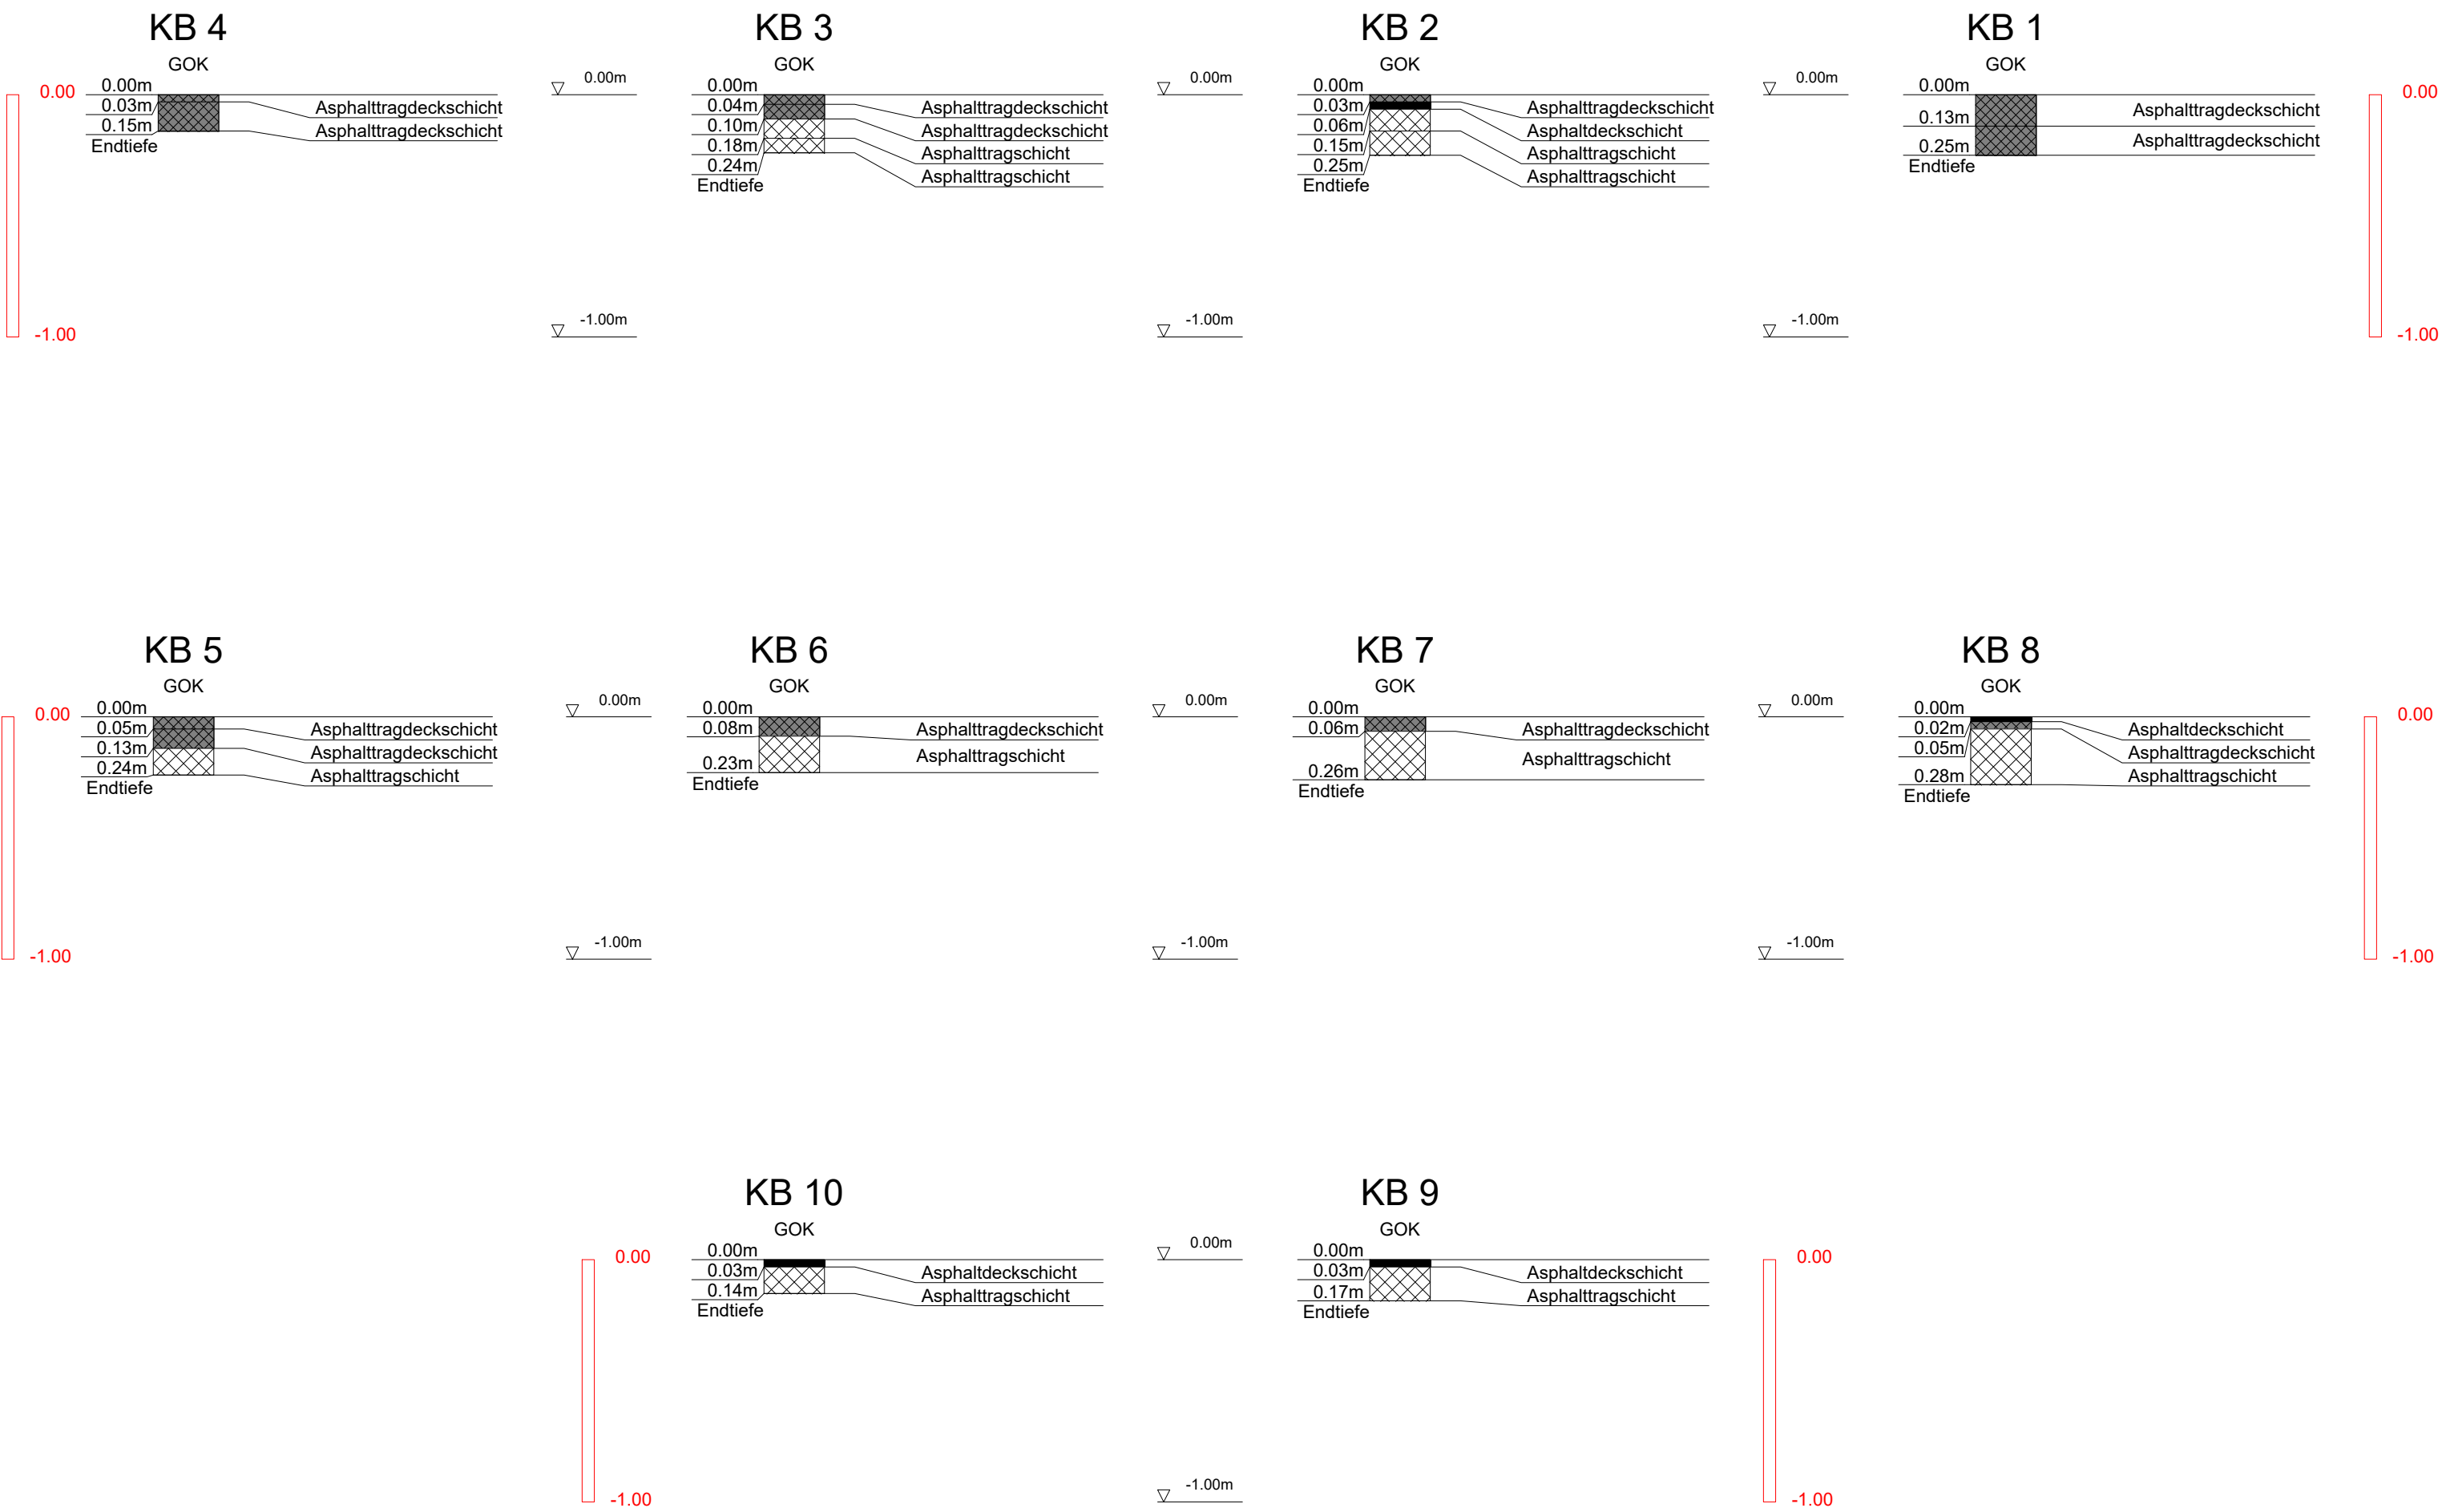 KB 4
GOK
0.00
-1.00
0.00m
0.03m
0.15m
Endtiefe
Asphalttragdeckschicht
Asphalttragdeckschicht
0.00m
-1.00m
KB 3
GOK
0.00m
0.04m
0.10m
0.18m
0.24m
Endtiefe
Asphalttragdeckschicht
Asphalttragdeckschicht
Asphalttragschicht
Asphalttragschicht
0.00m
-1.00m
KB 2
GOK
0.00m
0.03m
0.06m
0.15m
0.25m
Endtiefe
Asphalttragdeckschicht
Asphaltdeckschicht
Asphalttragschicht
Asphalttragschicht
0.00m
-1.00m
KB 1
GOK
0.00m
0.13m
0.25m
Endtiefe
Asphalttragdeckschicht
Asphalttragdeckschicht
0.00
-1.00
KB 5
GOK
0.00
-1.00
0.00m
0.05m
0.13m
0.24m
Endtiefe
Asphalttragdeckschicht
Asphalttragdeckschicht
Asphalttragschicht
0.00m
-1.00m
KB 6
GOK
0.00m
0.08m
0.23m
Endtiefe
Asphalttragdeckschicht
Asphalttragschicht
0.00m
-1.00m
KB 7
GOK
0.00m
0.06m
0.26m
Endtiefe
Asphalttragdeckschicht
Asphalttragschicht
0.00m
-1.00m
KB 8
GOK
0.00m
0.02m
0.05m
0.28m
Endtiefe
Asphaltdeckschicht
Asphalttragdeckschicht
Asphalttragschicht
0.00
-1.00
KB 10
GOK
0.00
-1.00
0.00m
0.03m
0.14m
Endtiefe
Asphaltdeckschicht
Asphalttragschicht
0.00m
-1.00m
KB 9
GOK
0.00m
0.03m
0.17m
Endtiefe
Asphaltdeckschicht
Asphalttragschicht
0.00
-1.00